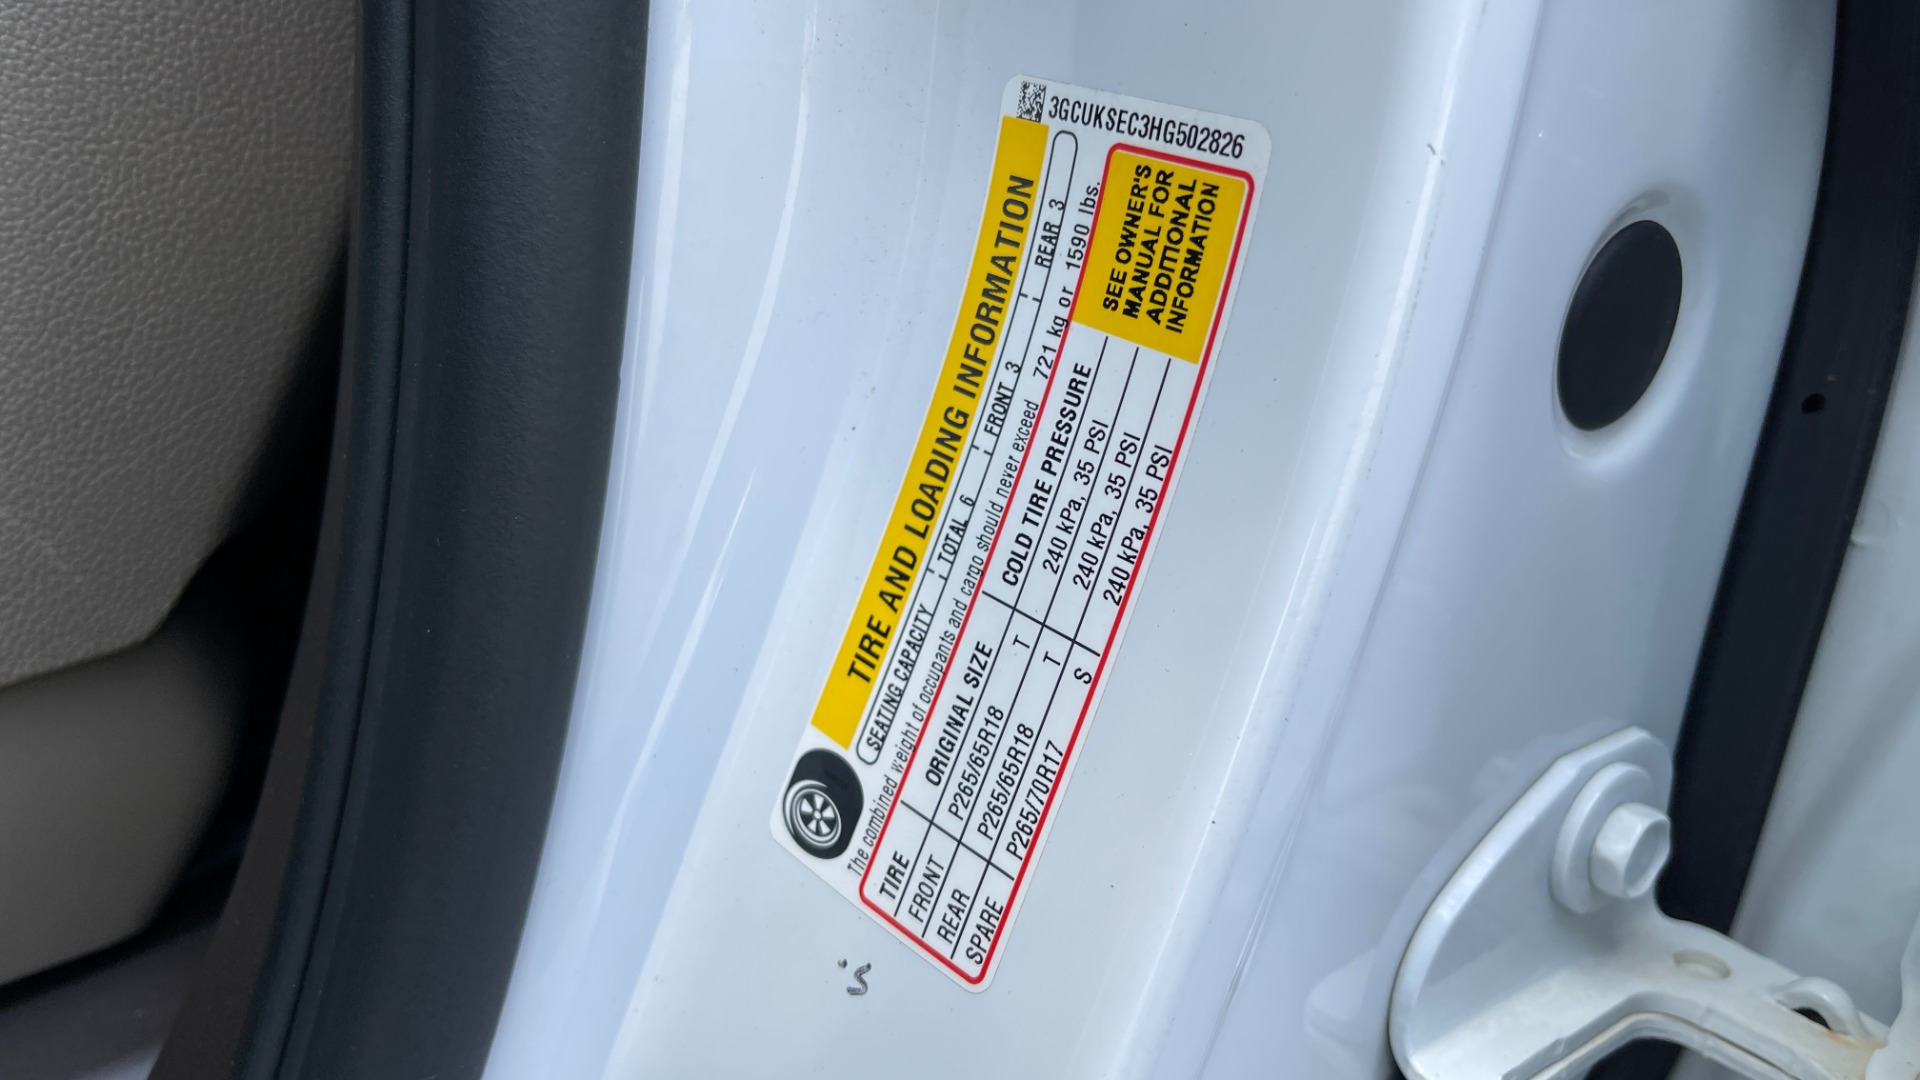 3GCUKSEC3HG502826
TIRE AND LOADING INFORMATION
SEATING CAPACITY TOTAL 6 FRONT 3 REAR 3
The combined weight of occupants and cargo should never exceed 721 kg or 1590 lbs.
TIRE ORIGINAL SIZE COLD TIRE PRESSURE
FRONT P265/65R18 T 240 kPa, 35 PSI
REAR P265/65R18 T 240 kPa, 35 PSI
SPARE P265/70R17 S 240 kPa, 35 PSI
SEE OWNER'S
MANUAL FOR
ADDITIONAL
INFORMATION